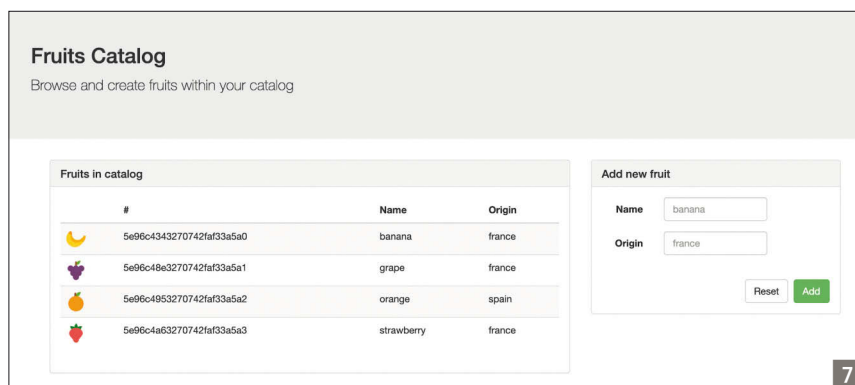 Fruits Catalog
Browse and create fruits within your catalog
Fruits in catalog
# Name Origin
5e96c4343270742faf33a5a0 banana france
5e96c48e3270742faf33a5a1 grape france
5e96c4953270742faf33a5a2 orange spain
5e96c4a63270742faf33a5a3 strawberry france
Add new fruit
Name banana
Origin france
Reset Add
7